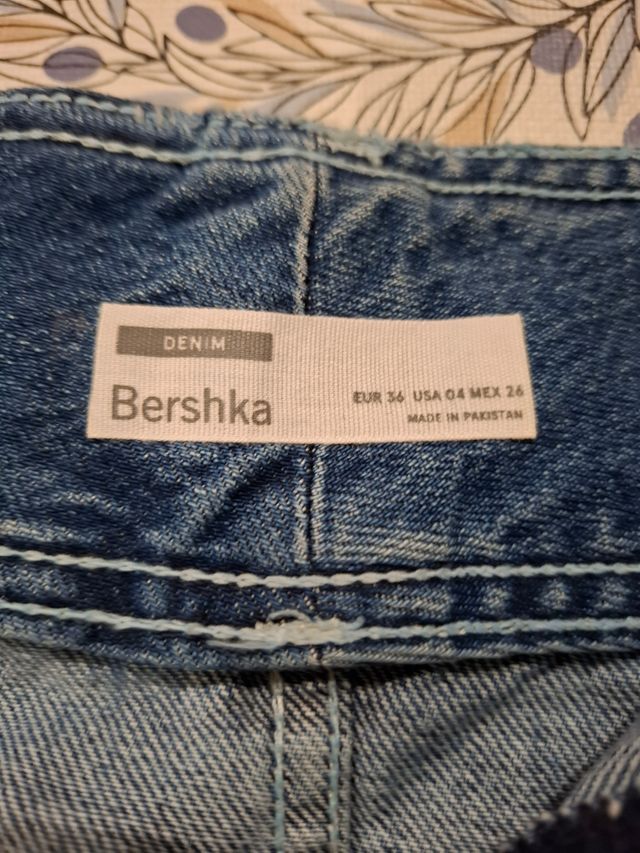 DENIM
Bershka
EUR 36 USA 04 MEX 26
MADE IN PAKISTAN